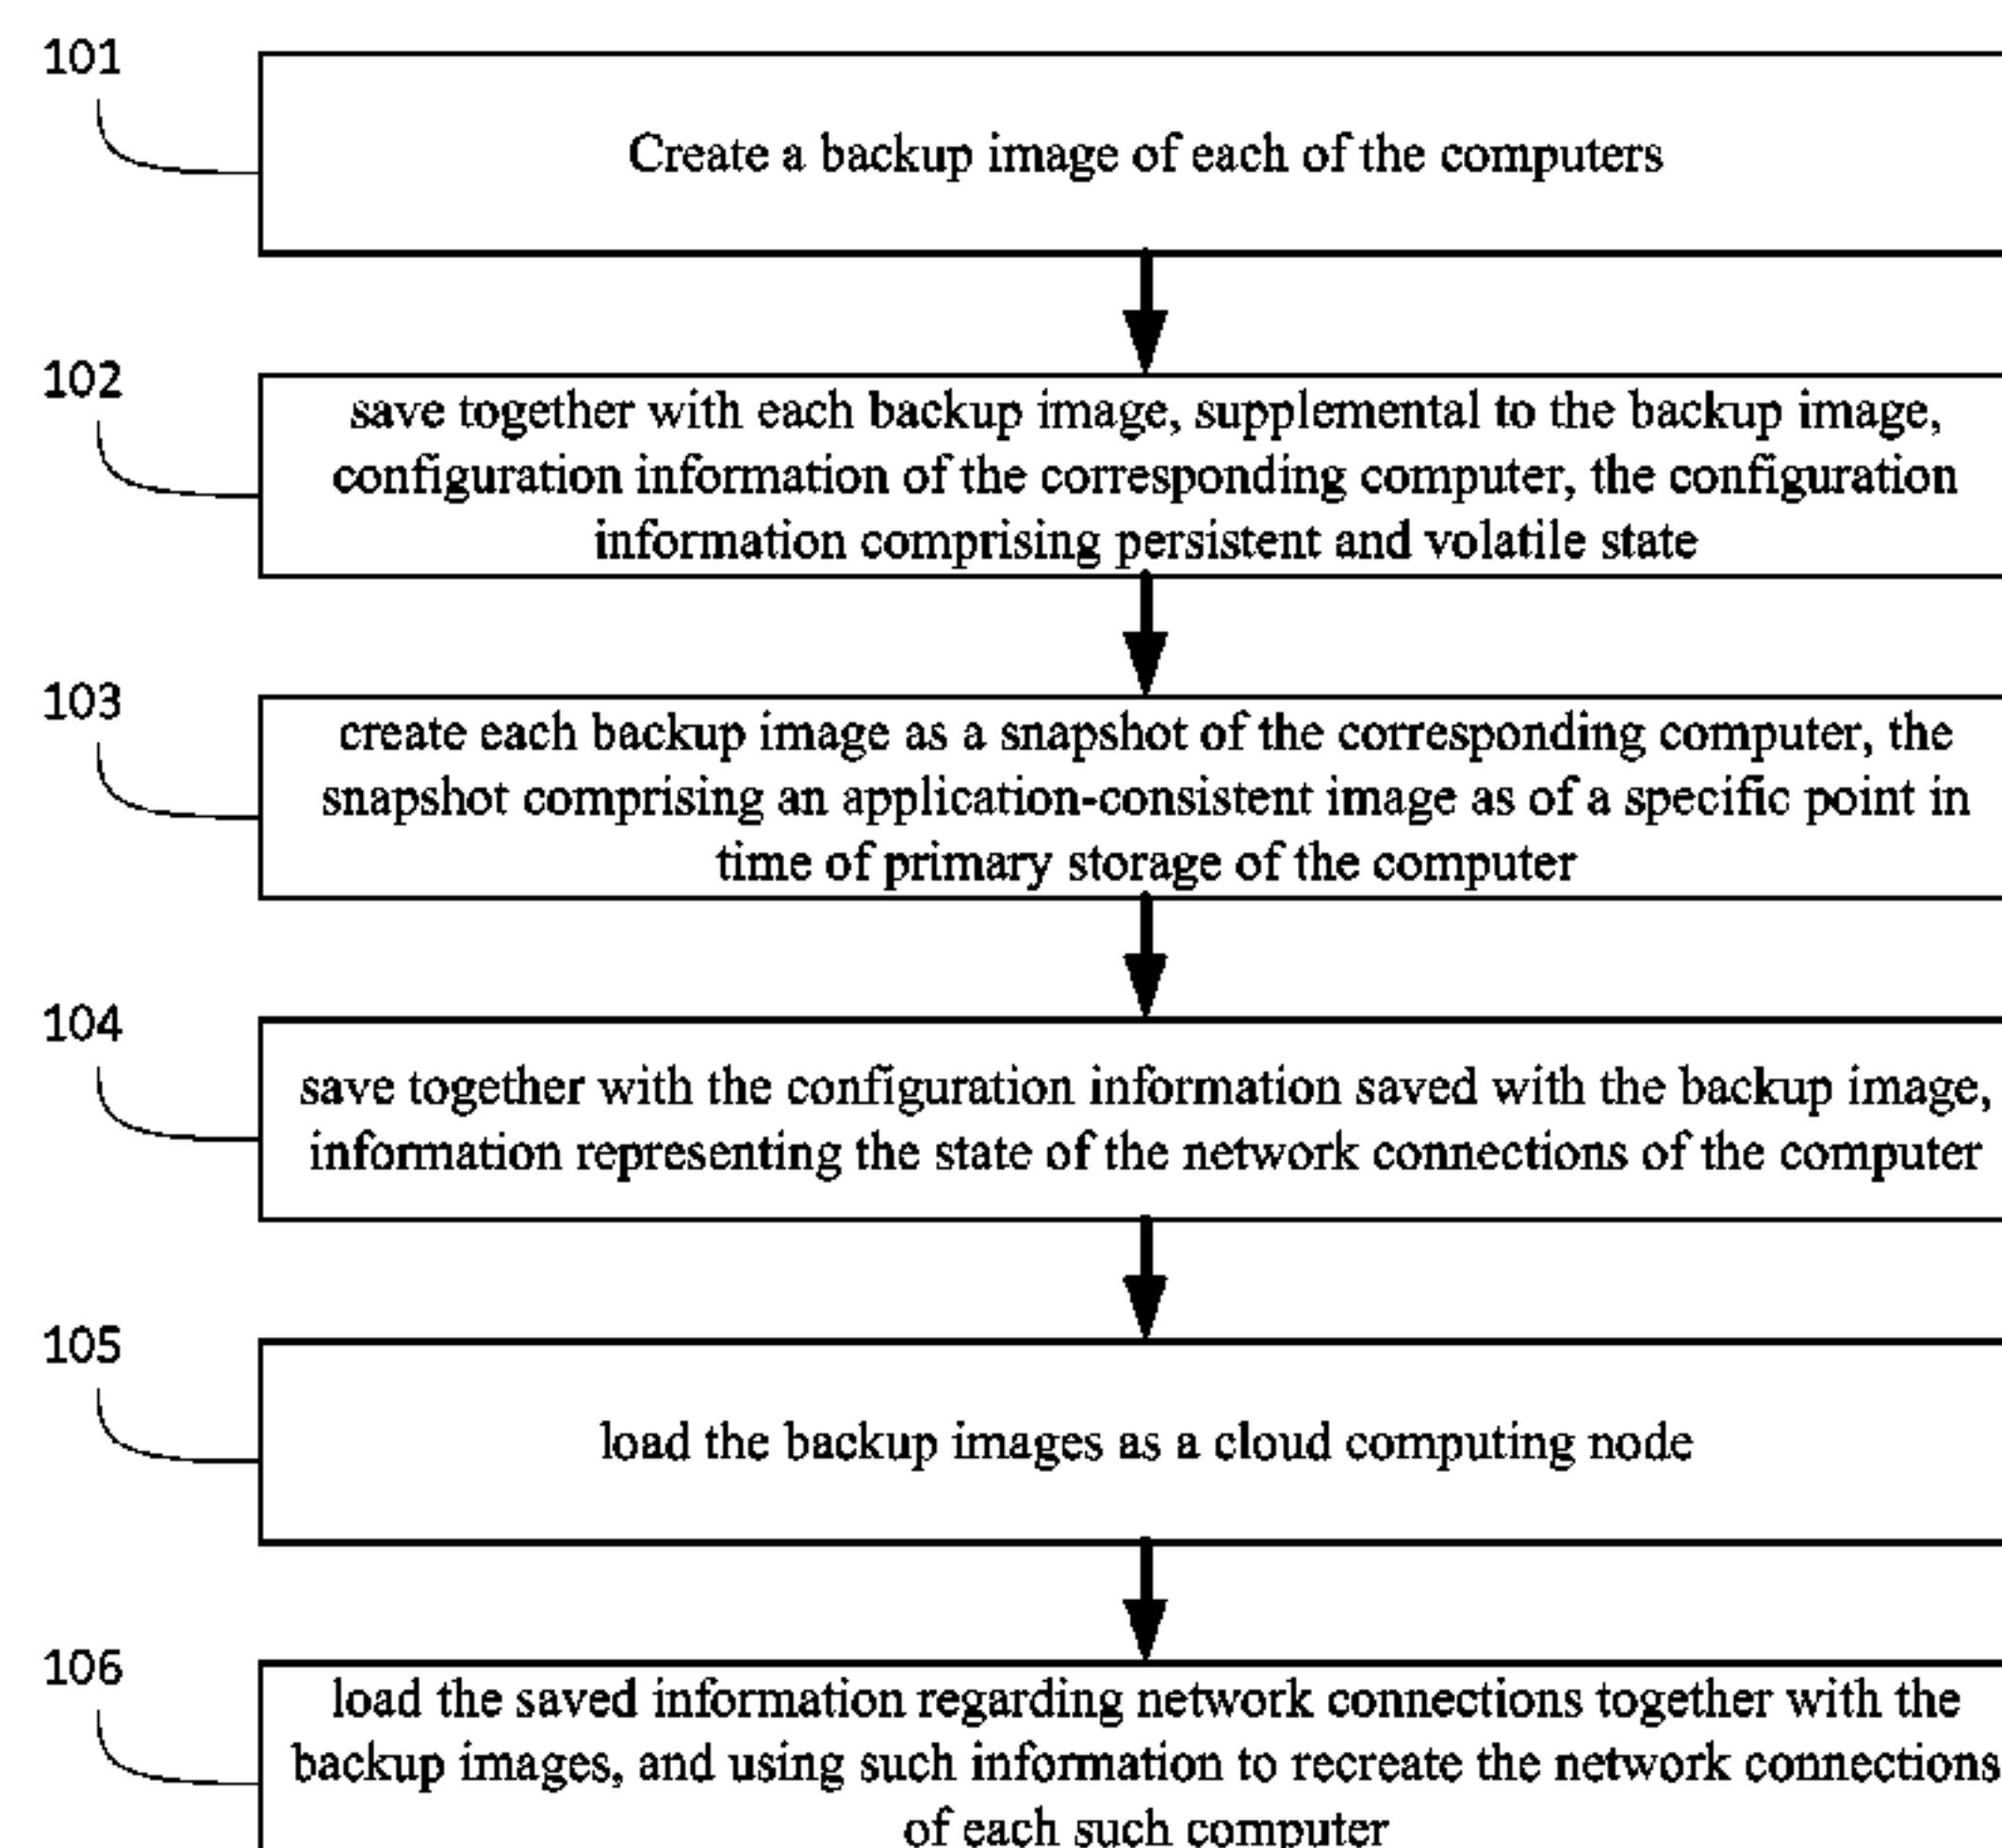 101
Create a backup image of each of the computers
102
save together with each backup image, supplemental to the backup image,
configuration information of the corresponding computer, the configuration
information comprising persistent and volatile state
103
create each backup image as a snapshot of the corresponding computer, the
snapshot comprising an application-consistent image as of a specific point in
time of primary storage of the computer
104
save together with the configuration information saved with the backup image,
information representing the state of the network connections of the computer
105
load the backup images as a cloud computing node
106
load the saved information regarding network connections together with the
backup images, and using such information to recreate the network connections
of each such computer